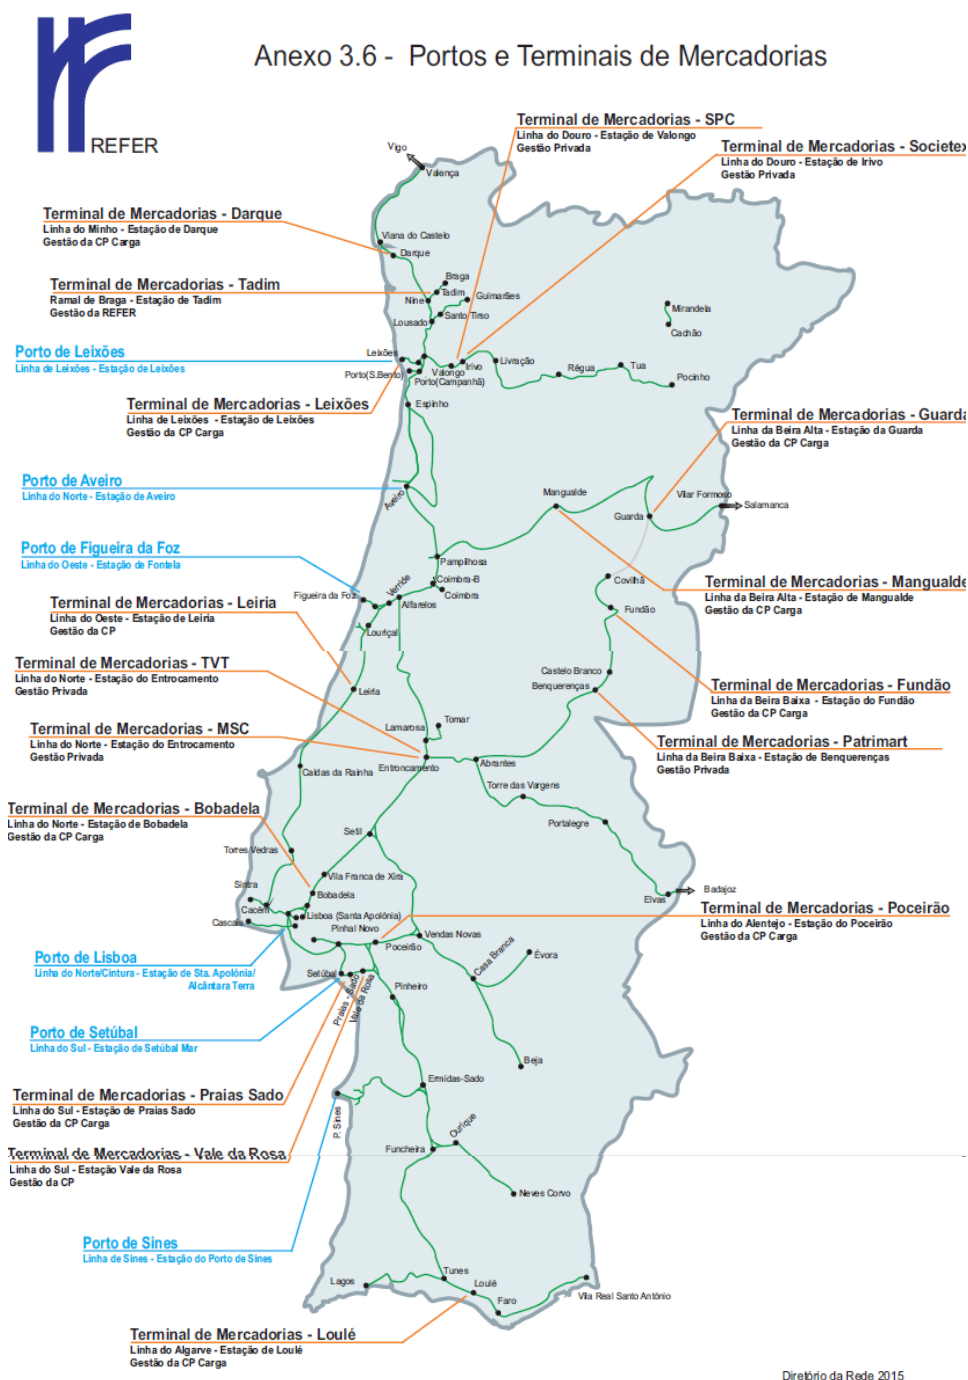 REFER
Anexo 3.6 - Portos e Terminais de Mercadorias
Terminal de Mercadorias - SPC
Linha do Douro - Estação de Valongo
Gestão Privada
Terminal de Mercadorias - Societex
Linha do Douro - Estação de Irivo
Gestão Privada
Vigo
Valença
Terminal de Mercadorias - Darque
Linha do Minho - Estação de Darque
Gestão da CP Carga
Viana do Castelo
Darque
Terminal de Mercadorias - Tadim
Ramal de Braga - Estação de Tadim
Gestão da REFER
Braga
Tadim
Nine
Guimarães
Lousado
Santo Tirso
Mirandela
Cachão
Porto de Leixões
Linha de Leixões - Estação de Leixões
Leixões
Porto(S.Bento)
Porto(Campanhã)
Valongo
Irivo
Livração
Régua
Tua
Pocinho
Terminal de Mercadorias - Leixões
Linha de Leixões - Estação de Leixões
Gestão da CP Carga
Espinho
Terminal de Mercadorias - Guarda
Linha da Beira Alta - Estação da Guarda
Gestão da CP Carga
Porto de Aveiro
Linha do Norte - Estação de Aveiro
Aveiro
Mangualde
Guarda
Vilar Formoso
Salamanca
Porto de Figueira da Foz
Linha do Oeste - Estação de Fontela
Pampilhosa
Coimbra-B
Coimbra
Verride
Alfarelos
Figueira da Foz
Louriçal
Covilhã
Fundão
Terminal de Mercadorias - Mangualde
Linha da Beira Alta - Estação de Mangualde
Gestão da CP Carga
Terminal de Mercadorias - Leiria
Linha do Oeste - Estação de Leiria
Gestão da CP
Terminal de Mercadorias - TVT
Linha do Norte - Estação do Entrocamento
Gestão Privada
Leiria
Castelo Branco
Benquerenças
Terminal de Mercadorias - Fundão
Linha da Beira Baixa - Estação do Fundão
Gestão da CP Carga
Terminal de Mercadorias - MSC
Linha do Norte - Estação do Entrocamento
Gestão Privada
Tomar
Lamarosa
Entroncamento
Abrantes
Terminal de Mercadorias - Patrimart
Linha da Beira Baixa - Estação de Benquerenças
Gestão Privada
Caldas da Rainha
Torre das Vargens
Portalegre
Terminal de Mercadorias - Bobadela
Linha do Norte - Estação de Bobadela
Gestão da CP Carga
Setil
Torres Vedras
Vila Franca de Xira
Sintra
Bobadela
Cacém
Cascais
Lisboa (Santa Apolónia)
Elvas
Badajoz
Terminal de Mercadorias - Poceirão
Linha do Alentejo - Estação do Poceirão
Gestão da CP Carga
Pinhal Novo
Poceirão
Vendas Novas
Casa Branca
Évora
Porto de Lisboa
Linha do Norte/Cintura - Estação de Sta. Apolónia/
Alcântara Terra
Setúbal
Praias - Sado
Vale da Rosa
Pinheiro
Porto de Setúbal
Linha do Sul - Estação de Setúbal Mar
Beja
Terminal de Mercadorias - Praias Sado
Linha do Sul - Estação de Praias Sado
Gestão da CP Carga
Ermidas-Sado
P. Sines
Terminal de Mercadorias - Vale da Rosa
Linha do Sul - Estação Vale da Rosa
Gestão da CP
Funcheira
Ourique
Neves Corvo
Porto de Sines
Linha de Sines - Estação do Porto de Sines
Lagos
Tunes
Loulé
Faro
Vila Real Santo António
Terminal de Mercadorias - Loulé
Linha do Algarve - Estação de Loulé
Gestão da CP Carga
Diretório da Rede 2015